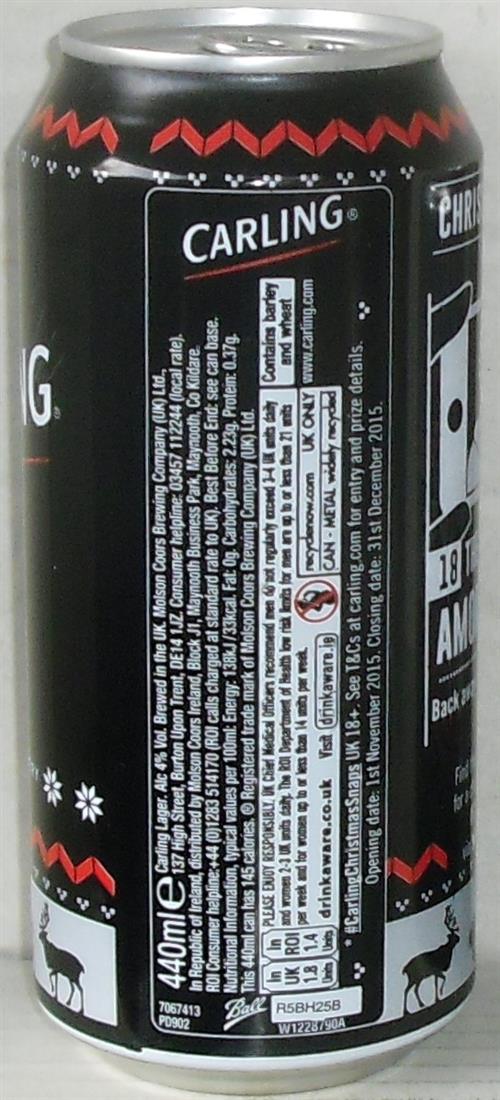 CARLING®
440ml e
Carling Lager. Alc 4% Vol. Brewed in the UK. Molson Coors Brewing Company (UK) Ltd.,
137 High Street, Burton Upon Trent, DE14 1JZ. Consumer helpline: 03457 112244 (local rate).
In Republic of Ireland, distributed by Molson Coors Ireland, Block J1, Maynooth Business Park, Maynooth, Co Kildare.
ROI Consumer helpline: +44 (0)1283 514170 (ROI calls charged at standard rate to UK). Best Before End: see can base.
Nutritional Information, typical values per 100ml: Energy: 138kJ/33kcal. Fat: 0g. Carbohydrates: 2.23g. Protein: 0.37g.
This 440ml can has 145 calories. ® Registered trade mark of Molson Coors Brewing Company (UK) Ltd.
In UK 1.8 Units
In ROI 1.4 Units
PLEASE ENJOY RESPONSIBLY. UK Chief Medical Officers recommend men do not regularly exceed 3-4 UK units daily
and women 2-3 UK units daily. The ROI Department of Health low risk limits for men are up to or less than 21 units
per week and for women up to or less than 14 units per week.
drinkaware.co.uk Visit drinkaware.ie
Contains barley
and wheat
recyclenow.com UK ONLY
CAN - METAL widely recycled
www.carling.com
* #CarlingChristmasSnaps UK 18+. See T&Cs at carling.com for entry and prize details.
Opening date: 1st November 2015. Closing date: 31st December 2015.
7067413
PD902
Ball
R5BH25B
W1228/90A
NG®
CHRIS
18
AMO
Back
Find
for a